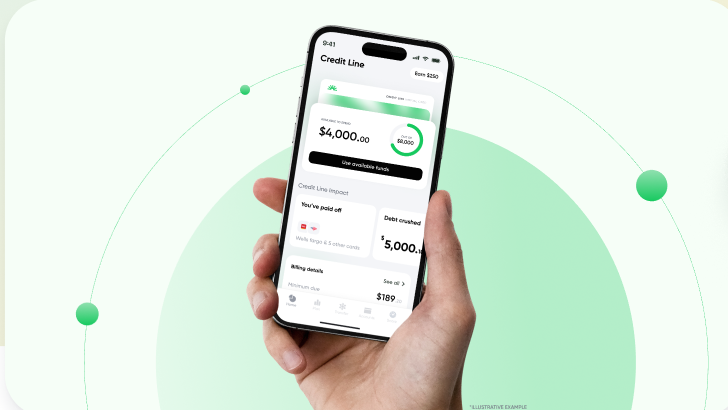 9:41
Credit Line
Earn $250
AVAILABLE TO SPEND
$4,000.00
OUT OF
$8,000
Use available funds
Credit Line Impact
You've paid off
Wells fargo & 5 other cards
Debt crushed
$5,000.
Billing details
See all >
Minimum due
$189
Home
*ILLUSTRATIVE EXAMPLE